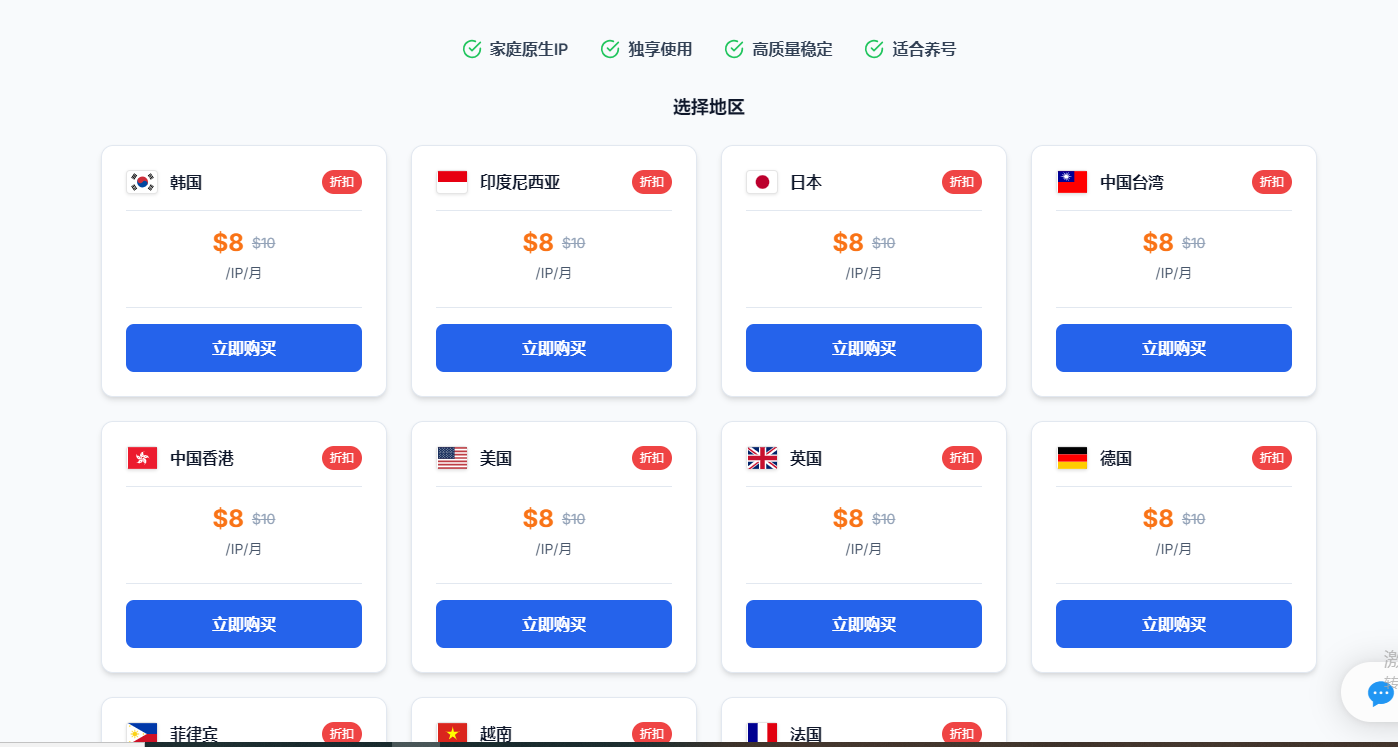 家庭原生IP 独享使用 高质量稳定 适合养号
选择地区
韩国 折扣
$8 $10
/IP/月
立即购买
印度尼西亚 折扣
$8 $10
/IP/月
立即购买
日本 折扣
$8 $10
/IP/月
立即购买
中国台湾 折扣
$8 $10
/IP/月
立即购买
中国香港 折扣
$8 $10
/IP/月
立即购买
美国 折扣
$8 $10
/IP/月
立即购买
英国 折扣
$8 $10
/IP/月
立即购买
德国 折扣
$8 $10
/IP/月
立即购买
菲律宾 折扣
越南 折扣
法国 折扣
激
转